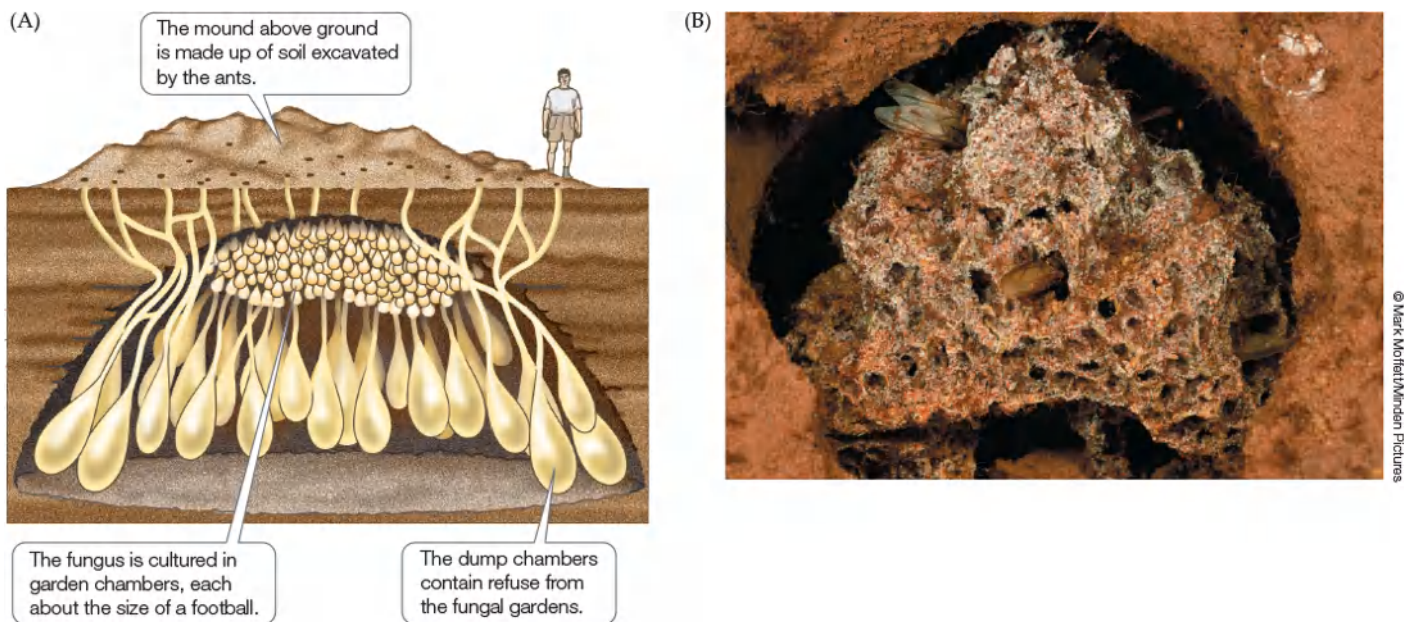 (A)
The mound above ground
is made up of soil excavated
by the ants.
(B)
The fungus is cultured in
garden chambers, each
about the size of a football.
The dump chambers
contain refuse from
the fungal gardens.
© Mark Moffett/Minden Pictures